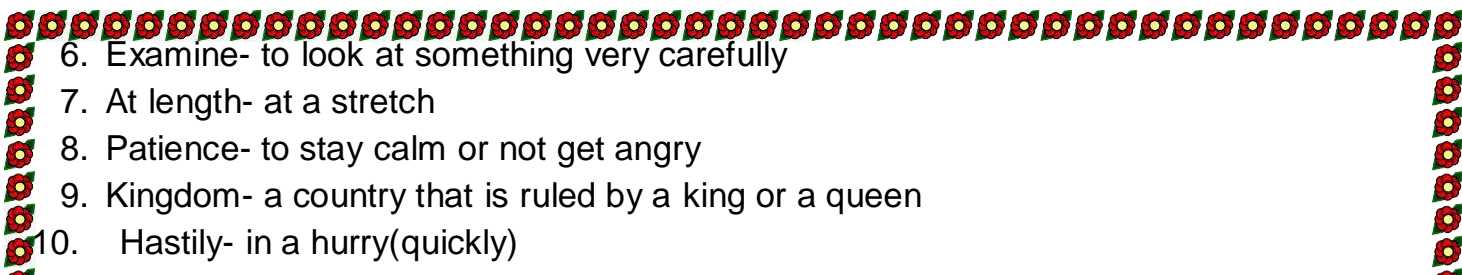 6. Examine- to look at something very carefully
7. At length- at a stretch
8. Patience- to stay calm or not get angry
9. Kingdom- a country that is ruled by a king or a queen
10. Hastily- in a hurry(quickly)